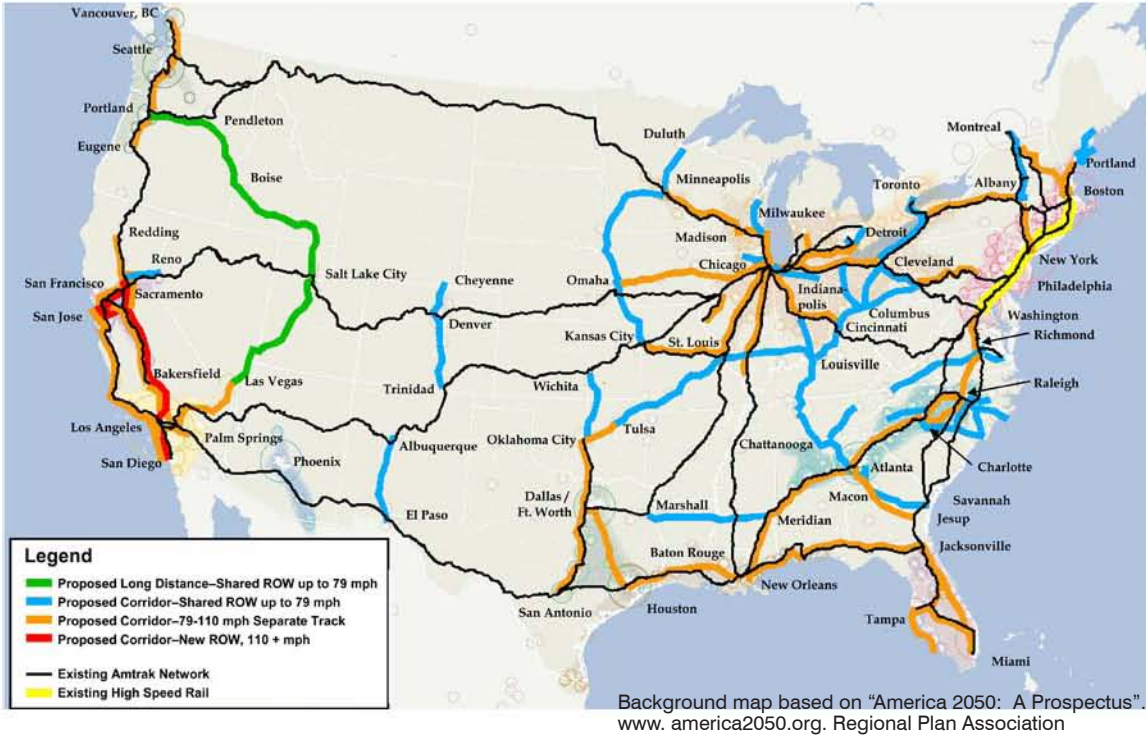 Vancouver, BC
Seattle
Portland
Pendleton
Eugene
Boise
Redding
Reno
San Francisco
Sacramento
San Jose
Salt Lake City
Bakersfield
Las Vegas
Los Angeles
Palm Springs
San Diego
Phoenix
Cheyenne
Denver
Trinidad
Albuquerque
El Paso
Duluth
Minneapolis
Milwaukee
Madison
Chicago
Omaha
Kansas City
St. Louis
Wichita
Oklahoma City
Tulsa
Dallas /
Ft. Worth
San Antonio
Houston
Marshall
Baton Rouge
New Orleans
Meridian
Chattanooga
Atlanta
Macon
Indiana-
polis
Louisville
Cincinnati
Columbus
Cleveland
Detroit
Toronto
Montreal
Albany
Portland
Boston
New York
Philadelphia
Washington
Richmond
Raleigh
Charlotte
Savannah
Jesup
Jacksonville
Tampa
Miami
Legend
Proposed Long Distance–Shared ROW up to 79 mph
Proposed Corridor–Shared ROW up to 79 mph
Proposed Corridor–79-110 mph Separate Track
Proposed Corridor–New ROW, 110 + mph
Existing Amtrak Network
Existing High Speed Rail
Background map based on “America 2050: A Prospectus”.
www. america2050.org. Regional Plan Association